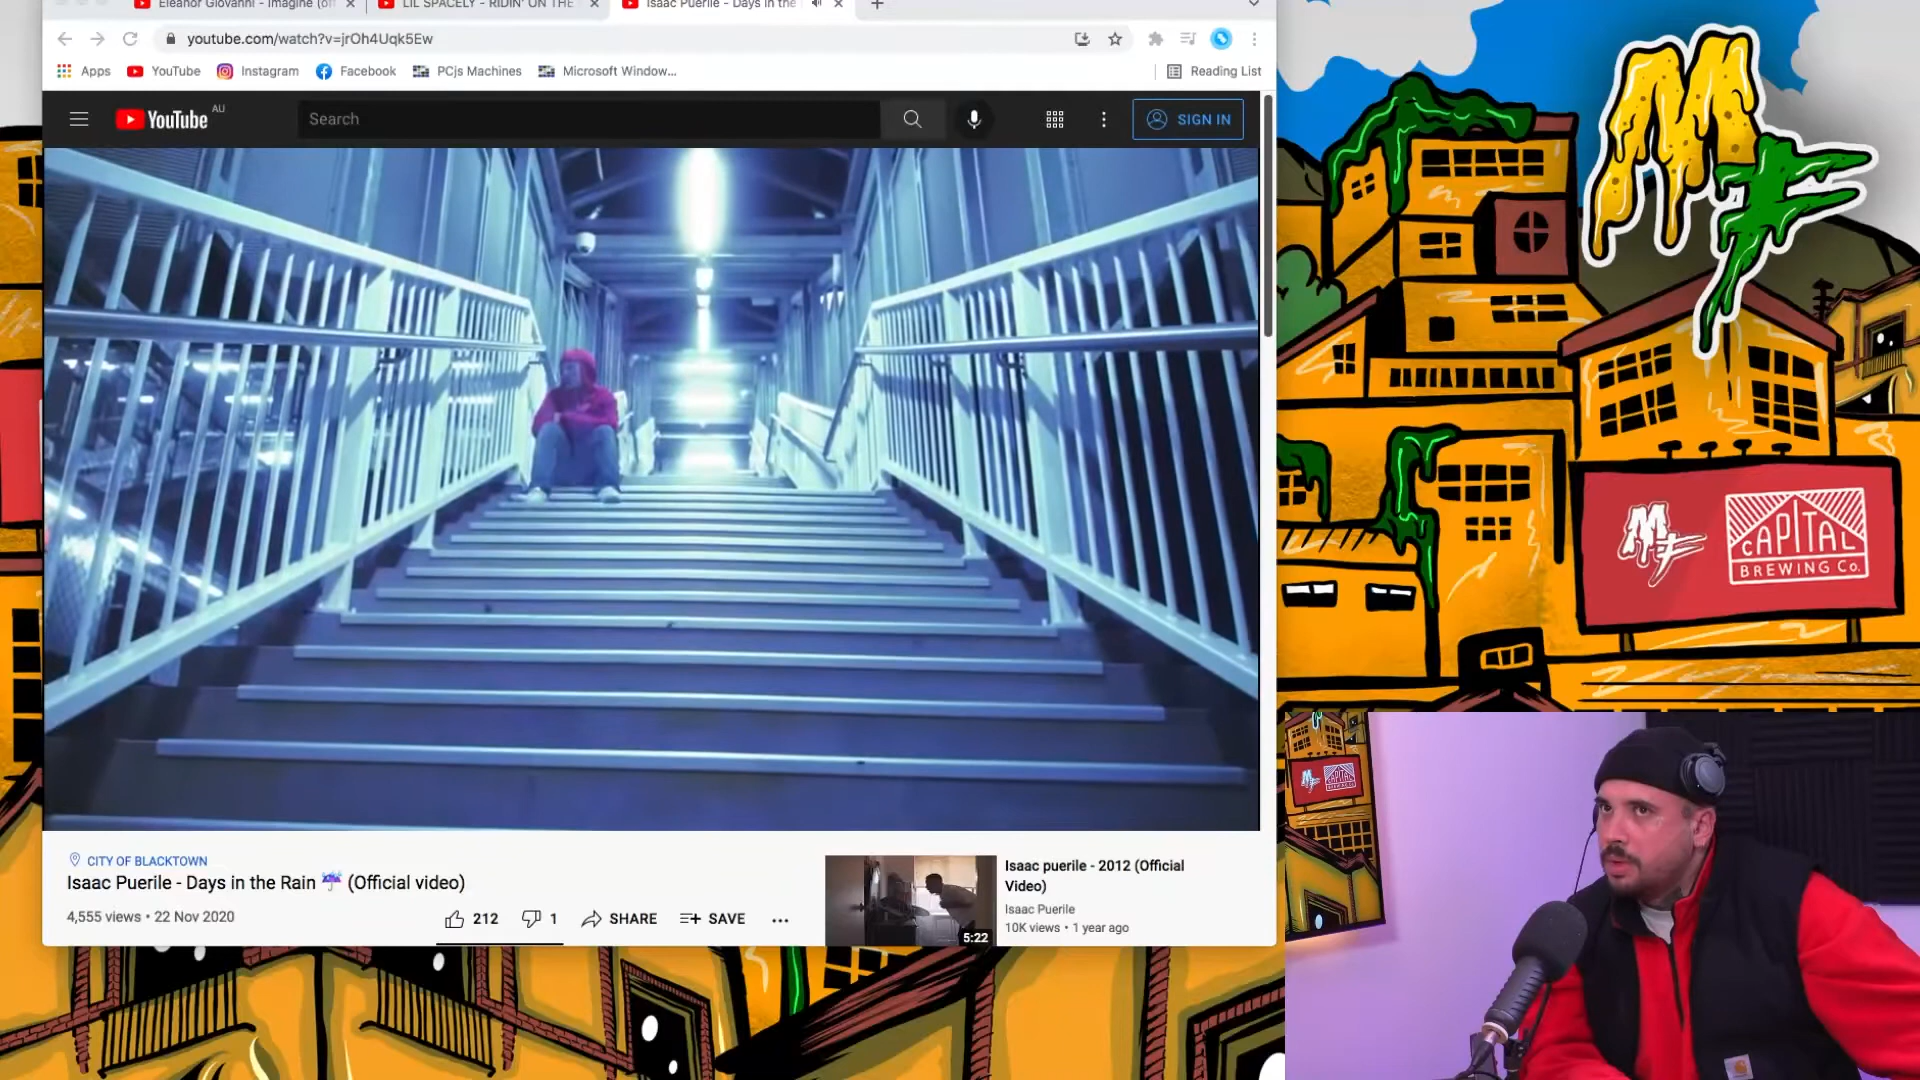 Eleanor Giovanni - Imagine (of
LIL SPACELY - RIDIN' ON THE
Isaac Puerile - Days in the
youtube.com/watch?v=jrOh4Uqk5Ew
Apps
YouTube
Instagram
Facebook
PCjs Machines
Microsoft Window...
Reading List
YouTube AU
Search
SIGN IN
MF
MF
CAPITAL
BREWING Co.
CITY OF BLACKTOWN
Isaac Puerile - Days in the Rain ☔ (Official video)
4,555 views • 22 Nov 2020
212
1
SHARE
SAVE
5:22
Isaac puerile - 2012 (Official
Video)
Isaac Puerile
10K views • 1 year ago